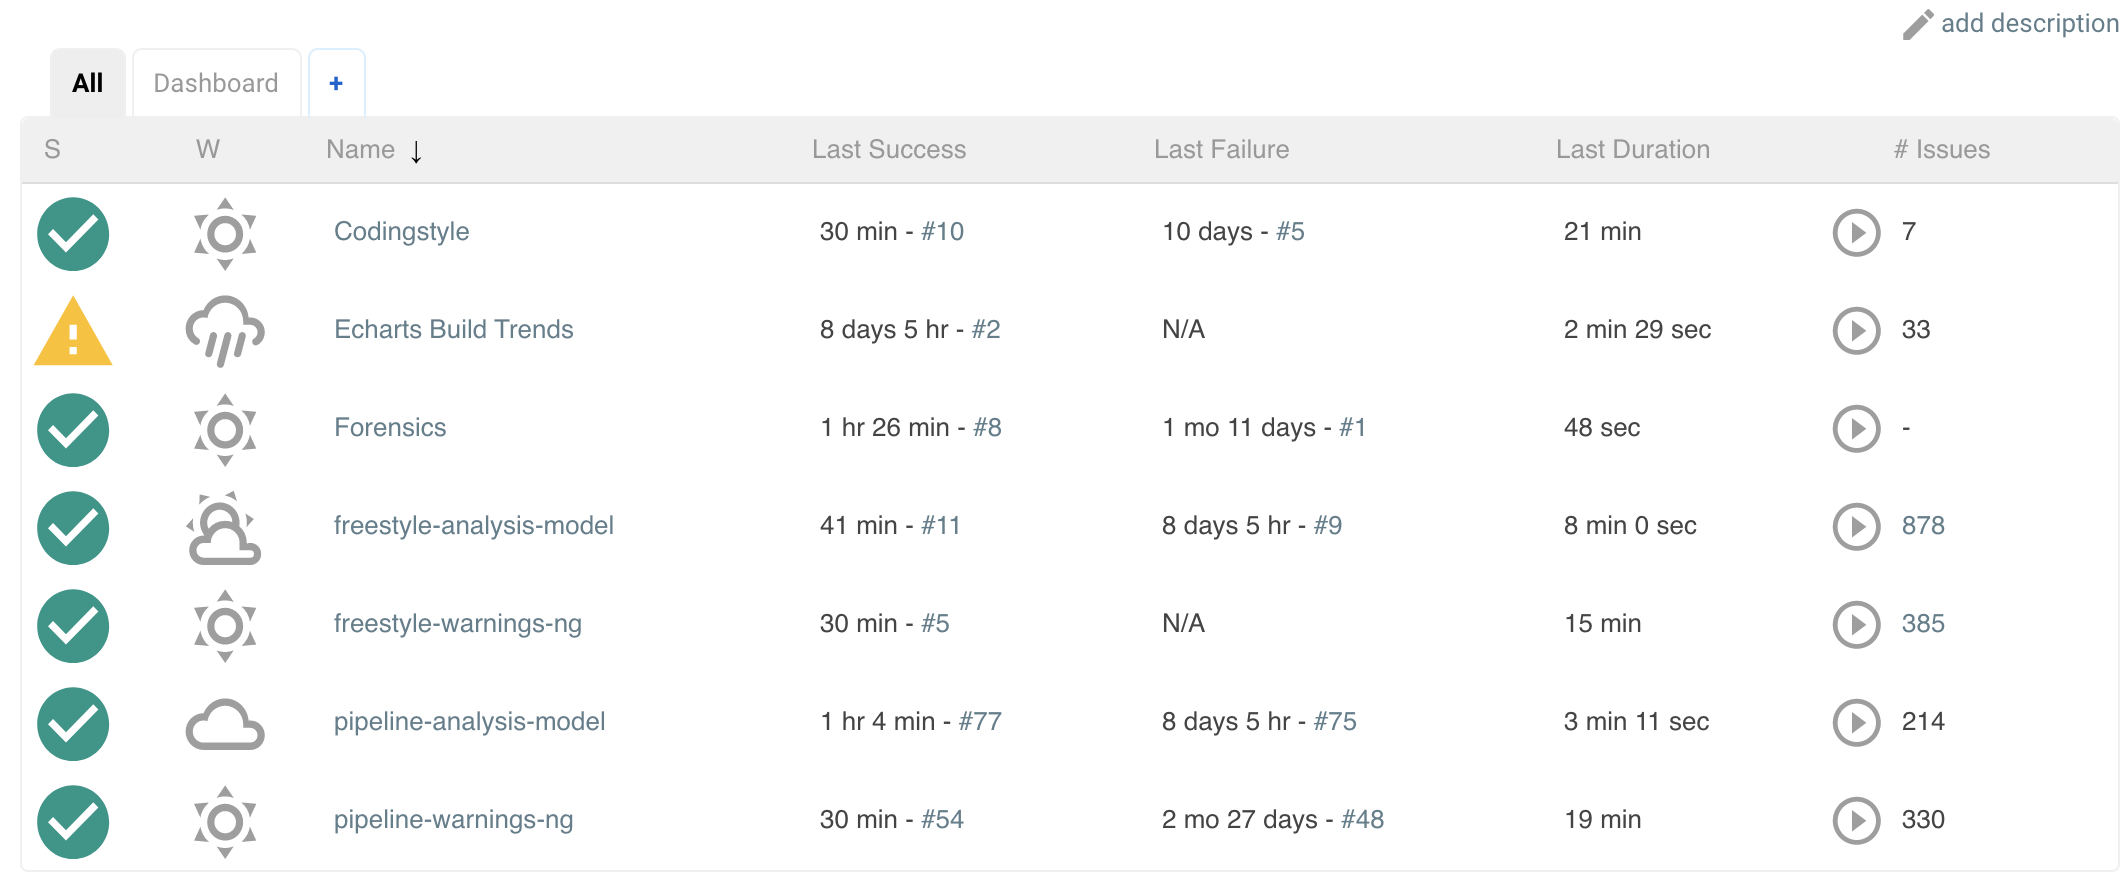 add description
All Dashboard +
S W Name ↓ Last Success Last Failure Last Duration # Issues
Codingstyle 30 min - #10 10 days - #5 21 min 7
Echarts Build Trends 8 days 5 hr - #2 N/A 2 min 29 sec 33
Forensics 1 hr 26 min - #8 1 mo 11 days - #1 48 sec -
freestyle-analysis-model 41 min - #11 8 days 5 hr - #9 8 min 0 sec 878
freestyle-warnings-ng 30 min - #5 N/A 15 min 385
pipeline-analysis-model 1 hr 4 min - #77 8 days 5 hr - #75 3 min 11 sec 214
pipeline-warnings-ng 30 min - #54 2 mo 27 days - #48 19 min 330